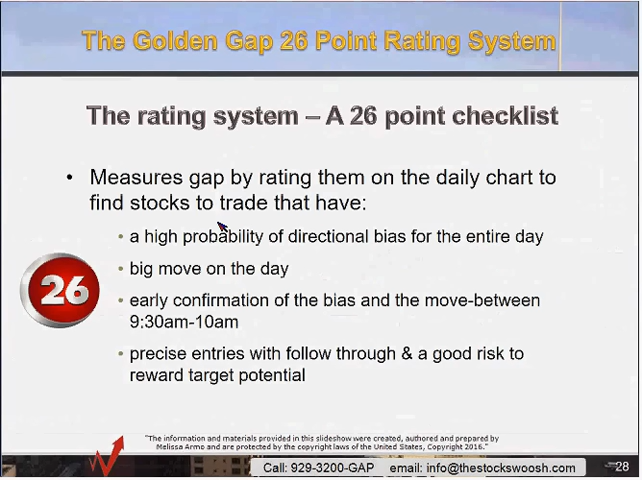 The Golden Gap 26 Point Rating System
The rating system – A 26 point checklist
• Measures gap by rating them on the daily chart to
find stocks to trade that have:
• a high probability of directional bias for the entire day
• big move on the day
26
• early confirmation of the bias and the move-between
9:30am-10am
• precise entries with follow through & a good risk to
reward target potential
"The information and materials provided in this slideshow were created, authored and prepared by
Melissa Armo and are protected by the copyright laws of the United States, Copyright 2016."
Call: 929-3200-GAP email: info@thestockswoosh.com
28